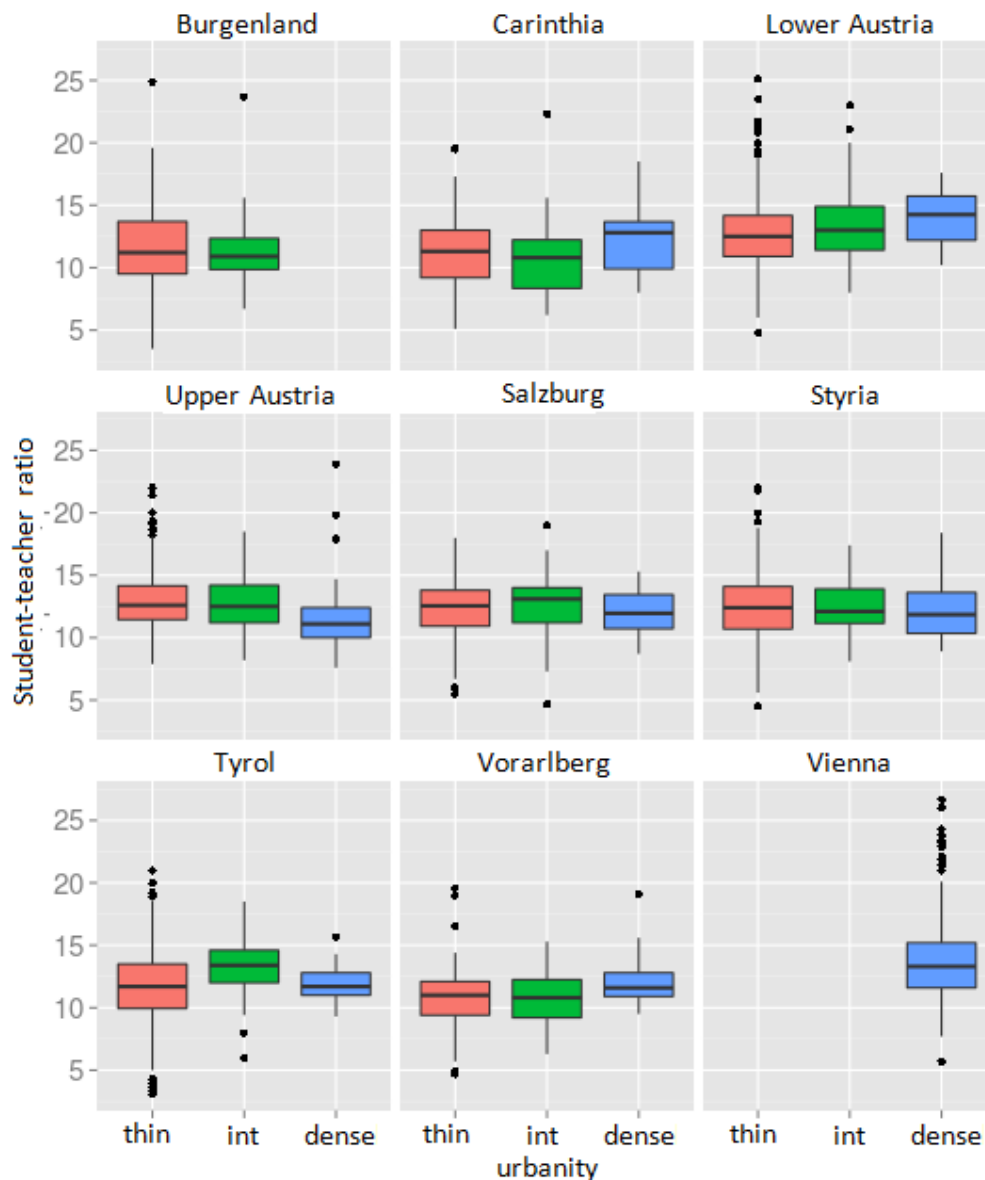 Burgenland Carinthia Lower Austria
25
20
15
10
5
Upper Austria Salzburg Styria
25
20
15
10
5
Student-teacher ratio
Tyrol Vorarlberg Vienna
25
20
15
10
5
thin int dense thin int dense thin int dense
urbanity